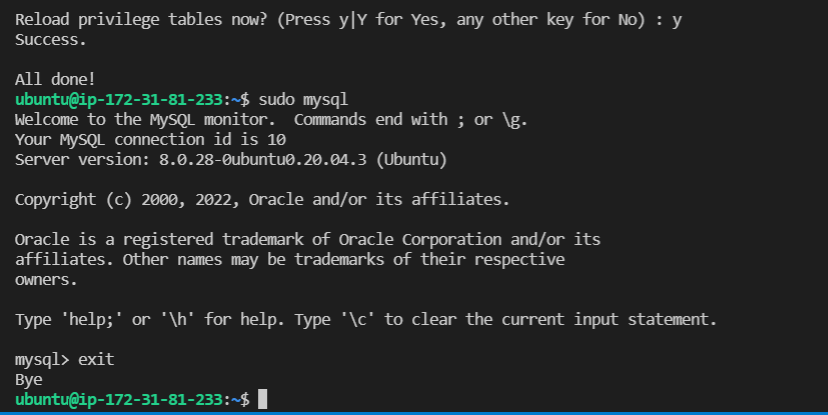 Reload privilege tables now? (Press y|Y for Yes, any other key for No) : y
Success.
All done!
ubuntu@ip-172-31-81-233:~$ sudo mysql
Welcome to the MySQL monitor.  Commands end with ; or \g.
Your MySQL connection id is 10
Server version: 8.0.28-0ubuntu0.20.04.3 (Ubuntu)
Copyright (c) 2000, 2022, Oracle and/or its affiliates.
Oracle is a registered trademark of Oracle Corporation and/or its
affiliates. Other names may be trademarks of their respective
owners.
Type 'help;' or '\h' for help. Type '\c' to clear the current input statement.
mysql> exit
Bye
ubuntu@ip-172-31-81-233:~$